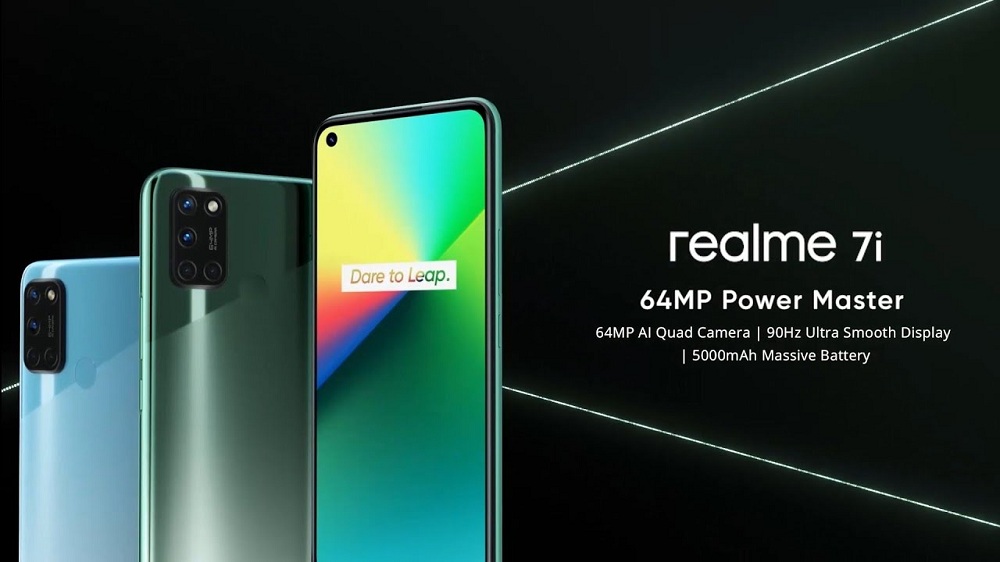 Dare to Leap.
realme 7i
64MP Power Master
64MP AI Quad Camera | 90Hz Ultra Smooth Display
| 5000mAh Massive Battery